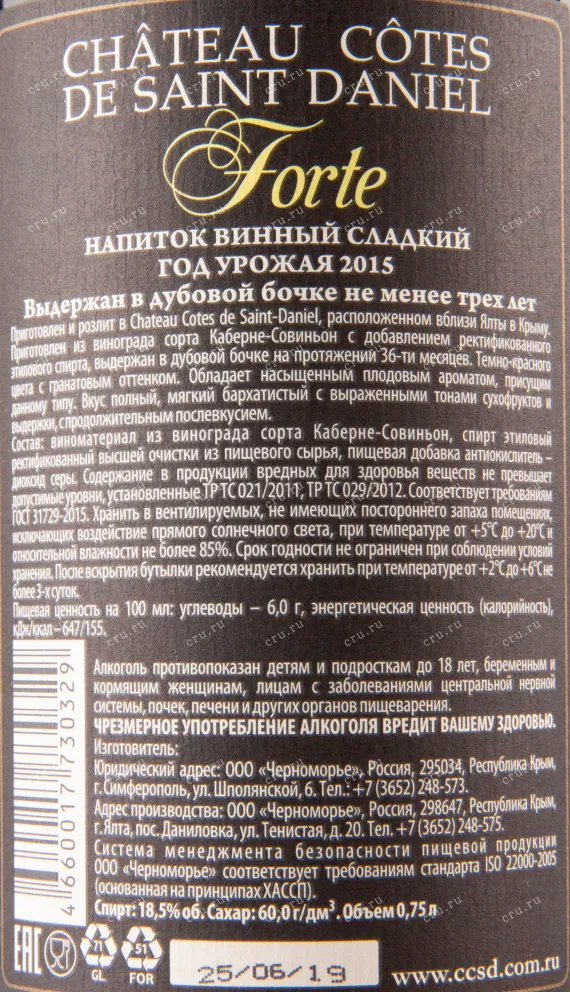 CHÂTEAU CÔTES
DE SAINT DANIEL
Forte
НАПИТОК ВИННЫЙ СЛАДКИЙ
ГОД УРОЖАЯ 2015
Выдержан в дубовой бочке не менее трех лет
Приготовлен и розлит в Chateau Cotes de Saint-Daniel, расположенном вблизи Ялты в Крыму.
Приготовлен из винограда сорта Каберне-Совиньон с добавлением ректификованного
этилового спирта, выдержан в дубовой бочке на протяжений 36-ти месяцев. Темно-красного
цвета с гранатовым оттенком. Обладает насыщенным плодовым ароматом, присущим
данному типу. Вкус полный, мягкий бархатистый с выраженными тонами сухофруктов и
выдержки, с продолжительным послевкусием.
Состав: виноматериал из винограда сорта Каберне-Совиньон, спирт этиловый
ректификованный высшей очистки из пищевого сырья, пищевая добавка антиокислитель –
диоксид серы. Содержание в продукции вредных для здоровья веществ не превышает
допустимые уровни, установленные ТР ТС 021/2011, ТР ТС 029/2012. Соответствует требованиям
ГОСТ 31729-2015. Хранить в вентилируемых, не имеющих постороннего запаха помещениях,
исключающих воздействие прямого солнечного света, при температуре от +5°С до +20°С и
относительной влажности не более 85%. Срок годности не ограничен при соблюдении условий
хранения. После вскрытия бутылки рекомендуется хранить при температуре от +2°С до +6°С не
более 3-х суток.
Пищевая ценность на 100 мл: углеводы – 6,0 г, энергетическая ценность (калорийность),
кДж/ккал – 647/155.
Алкоголь противопоказан детям и подросткам до 18 лет, беременным и
кормящим женщинам, лицам с заболеваниями центральной нервной
системы, почек, печени и других органов пищеварения.
ЧРЕЗМЕРНОЕ УПОТРЕБЛЕНИЕ АЛКОГОЛЯ ВРЕДИТ ВАШЕМУ ЗДОРОВЬЮ.
Изготовитель:
Юридический адрес: ООО «Черноморье», Россия, 295034, Республика Крым,
г.Симферополь, ул. Шполянской, 6. Тел.: +7 (3652) 248-573.
Адрес производства: ООО «Черноморье», Россия, 298647, Республика Крым,
г.Ялта, пос. Даниловка, ул. Тенистая, д. 20. Тел. +7 (3652) 248-575.
Система менеджмента безопасности пищевой продукции
ООО «Черноморье» соответствует требованиям стандарта ISO 22000-2005
(основанная на принципах ХАССП).
Спирт: 18,5% об. Сахар: 60,0 г/дм³. Объем 0,75 л
4 660017 730329
EAC
71
GL
51
FOR
25/06/19
www.ccsd.com.ru
cru.ru